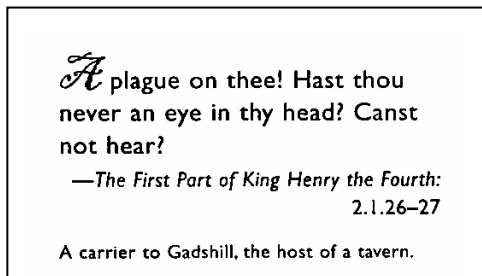 A plague on thee! Hast thou
never an eye in thy head? Canst
not hear?
—The First Part of King Henry the Fourth:
2.1.26–27
A carrier to Gadshill, the host of a tavern.